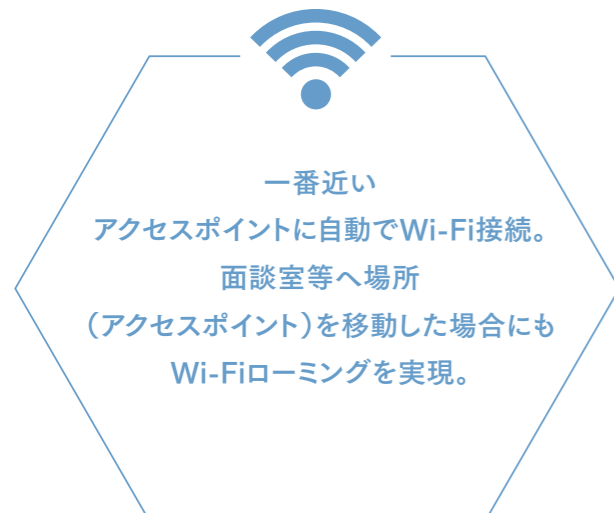 一番近い
アクセスポイントに自動でWi-Fi接続。
面談室等へ場所
（アクセスポイント）を移動した場合にも
Wi-Fiローミングを実現。